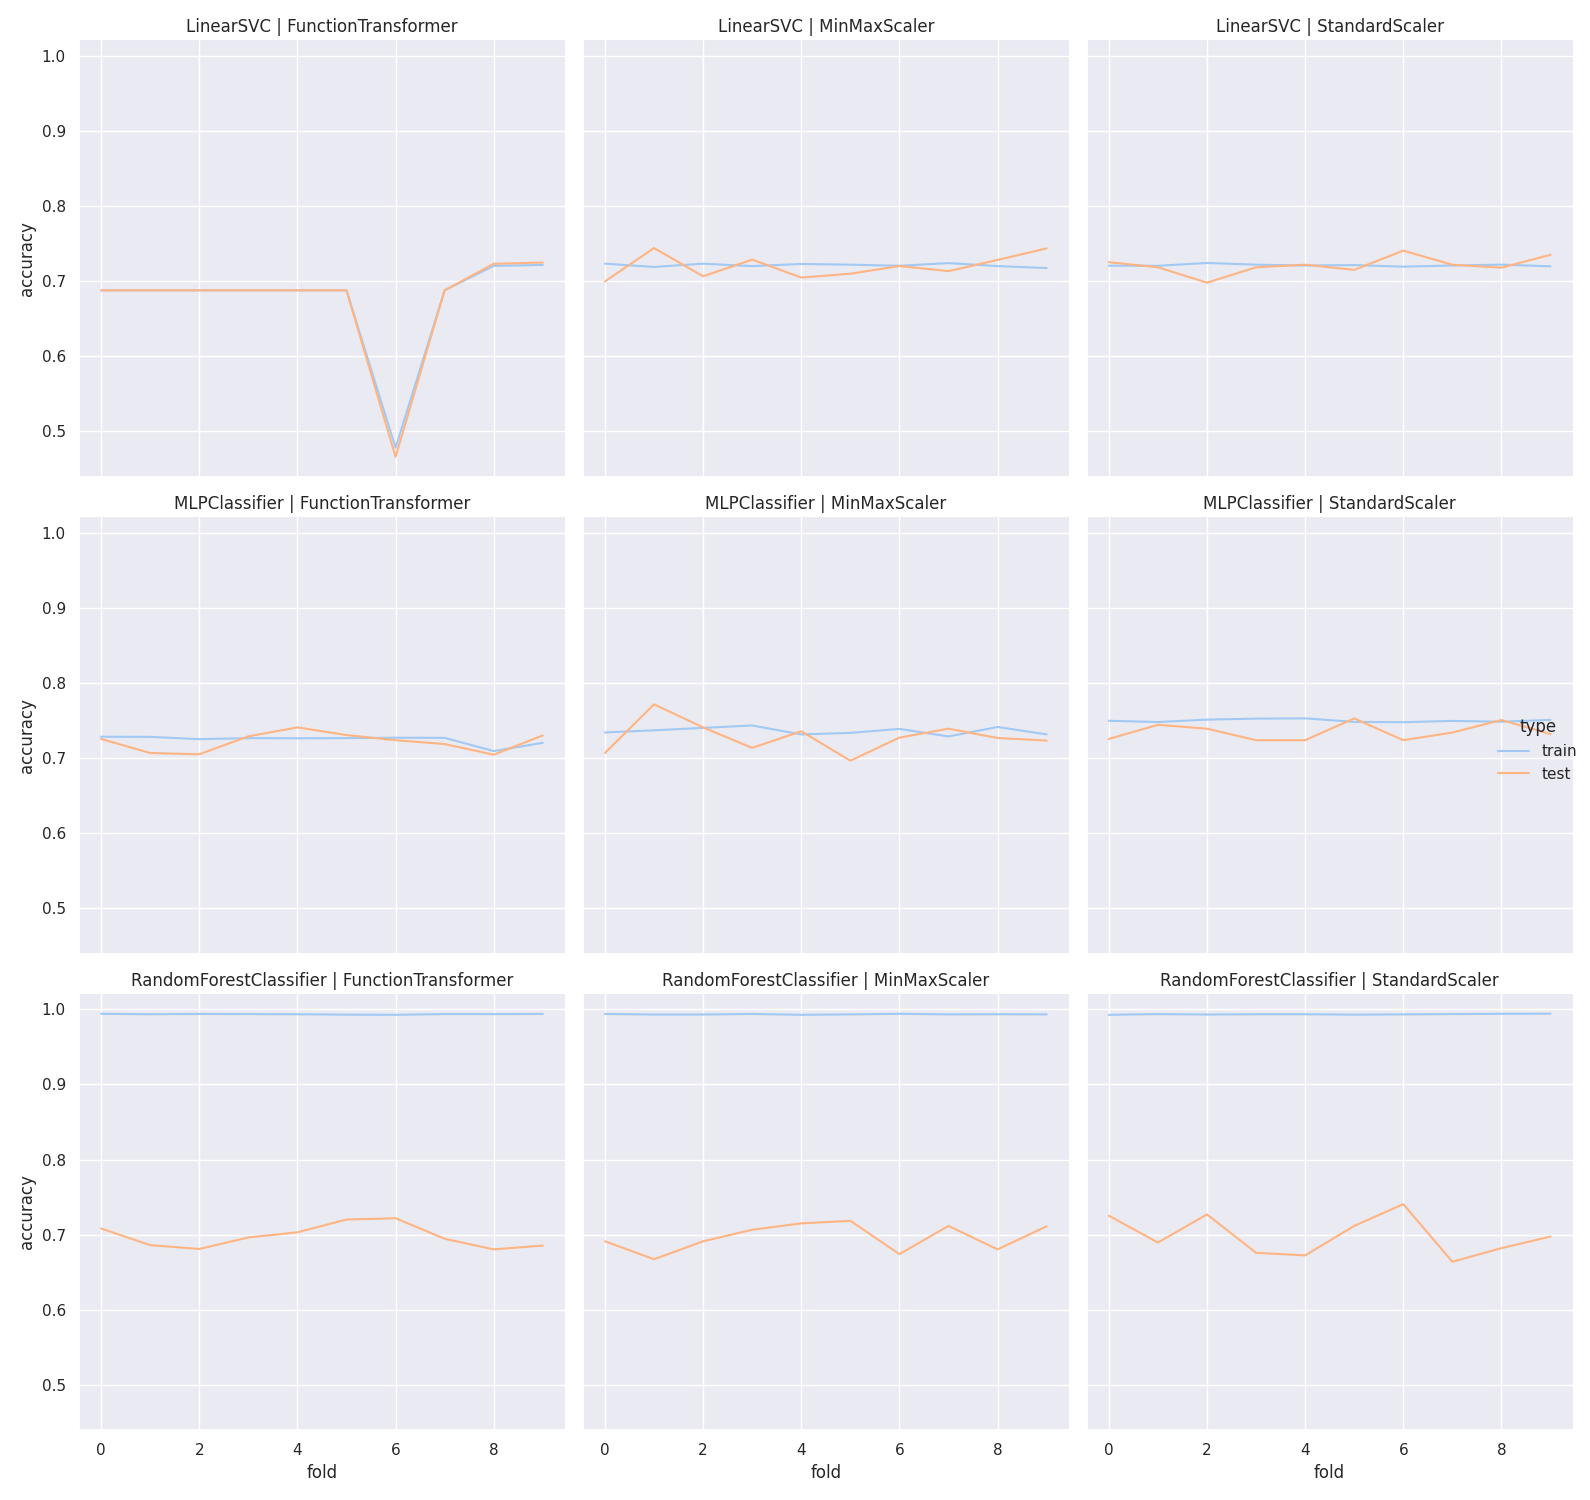 LinearSVC | FunctionTransformer
LinearSVC | MinMaxScaler
LinearSVC | StandardScaler
1.0
0.9
0.8
0.7
0.6
0.5
accuracy
MLPClassifier | FunctionTransformer
MLPClassifier | MinMaxScaler
MLPClassifier | StandardScaler
1.0
0.9
0.8
0.7
0.6
0.5
accuracy
type
train
test
RandomForestClassifier | FunctionTransformer
RandomForestClassifier | MinMaxScaler
RandomForestClassifier | StandardScaler
1.0
0.9
0.8
0.7
0.6
0.5
accuracy
0 2 4 6 8
fold
0 2 4 6 8
fold
0 2 4 6 8
fold